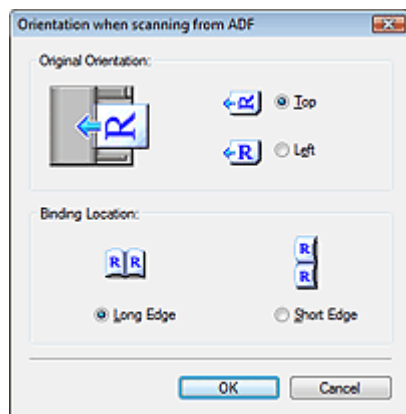 Orientation when scanning from ADF
Original Orientation:
R
Top
R
R
Left
Binding Location:
R R
R
R
Long Edge
Short Edge
OK
Cancel